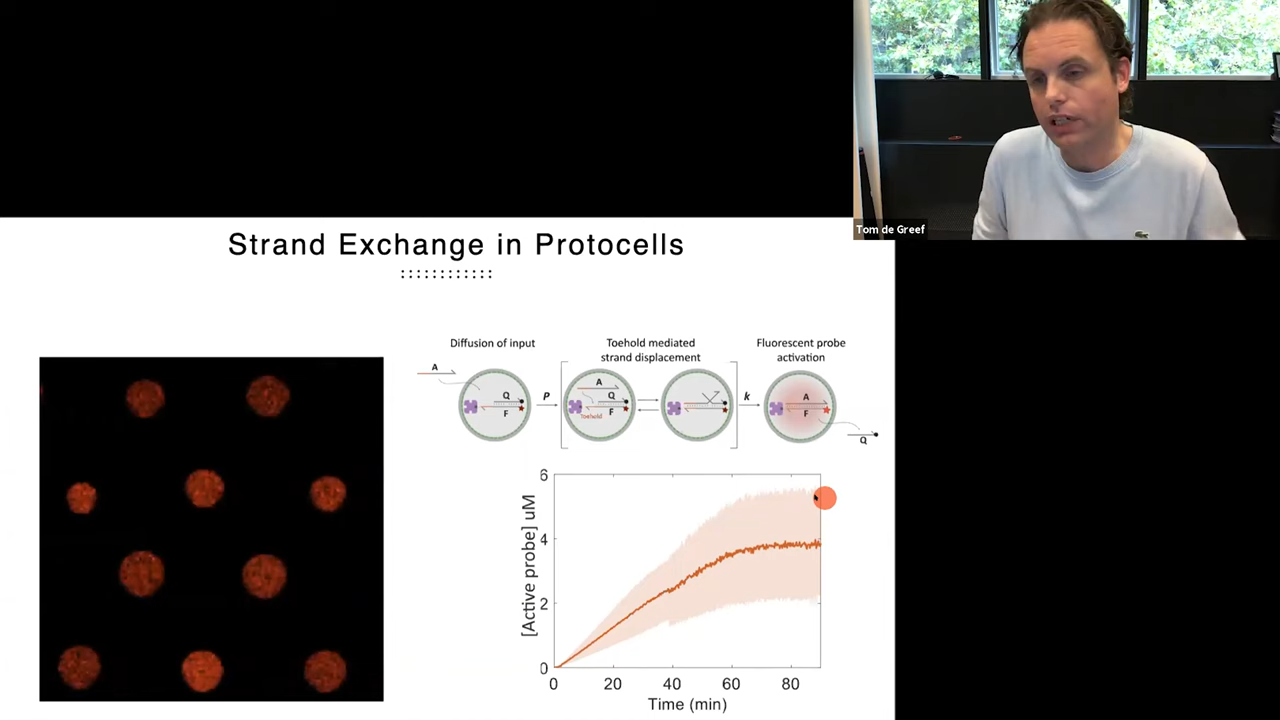 Tom de Greef
Strand Exchange in Protocells
Diffusion of input
Toehold mediated
strand displacement
Fluorescent probe
activation
A
Q
F
P
A
Q
F
Toehold
k
A
F
Q
[Active probe] uM
6
4
2
0
0
20
40
60
80
Time (min)